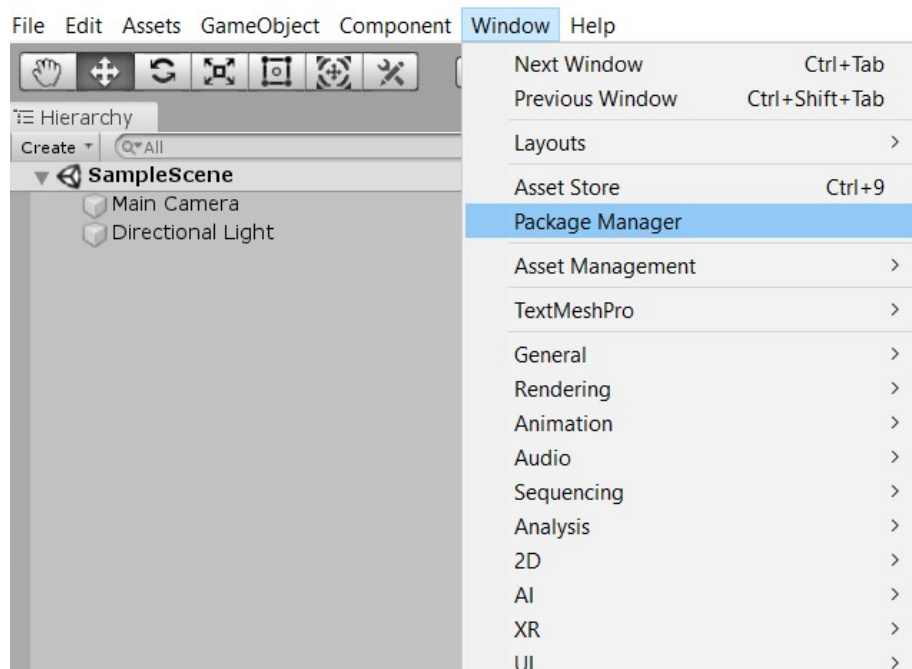 File Edit Assets GameObject Component Window Help
Next Window Ctrl+Tab
Previous Window Ctrl+Shift+Tab
Hierarchy
Layouts
Create All
SampleScene
Asset Store Ctrl+9
Main Camera
Package Manager
Directional Light
Asset Management
TextMeshPro
General
Rendering
Animation
Audio
Sequencing
Analysis
2D
AI
XR
UI